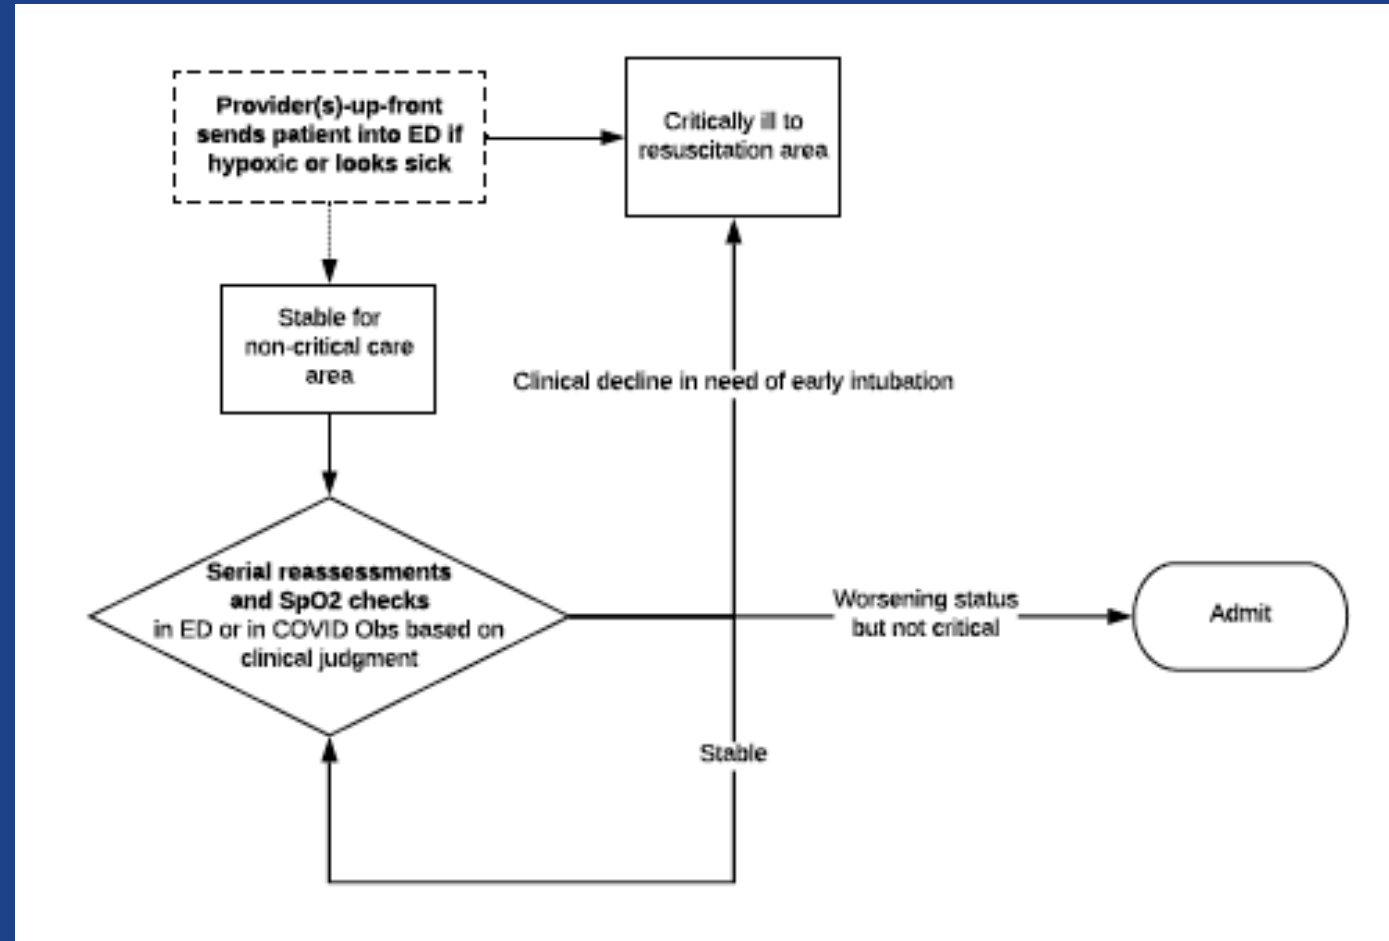 Provider(s)-up-front
sends patient into ED if
hypoxic or looks sick
Critically ill to
resuscitation area
Stable for
non-critical care
area
Clinical decline in need of early intubation
Serial reassessments
and SpO2 checks
in ED or in COVID Obs based on
clinical judgment
Worsening status
but not critical
Admit
Stable